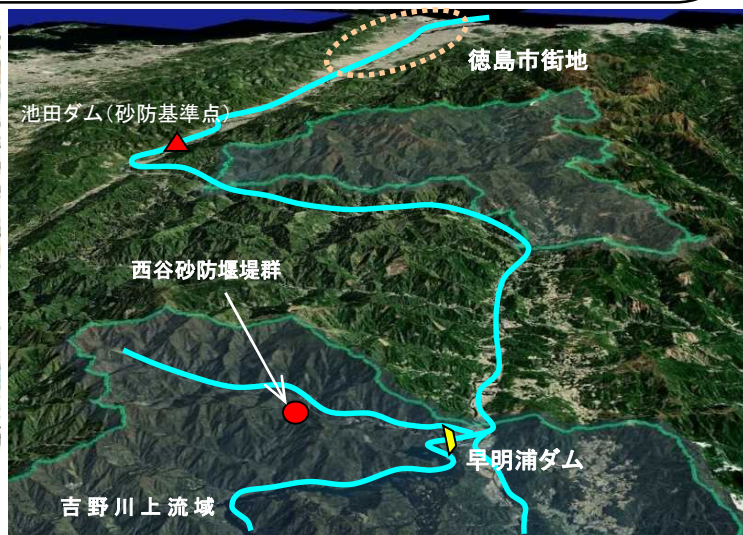 徳島市街地
池田ダム(砂防基準点)
西谷砂防堰堤群
早明浦ダム
吉野川上流域